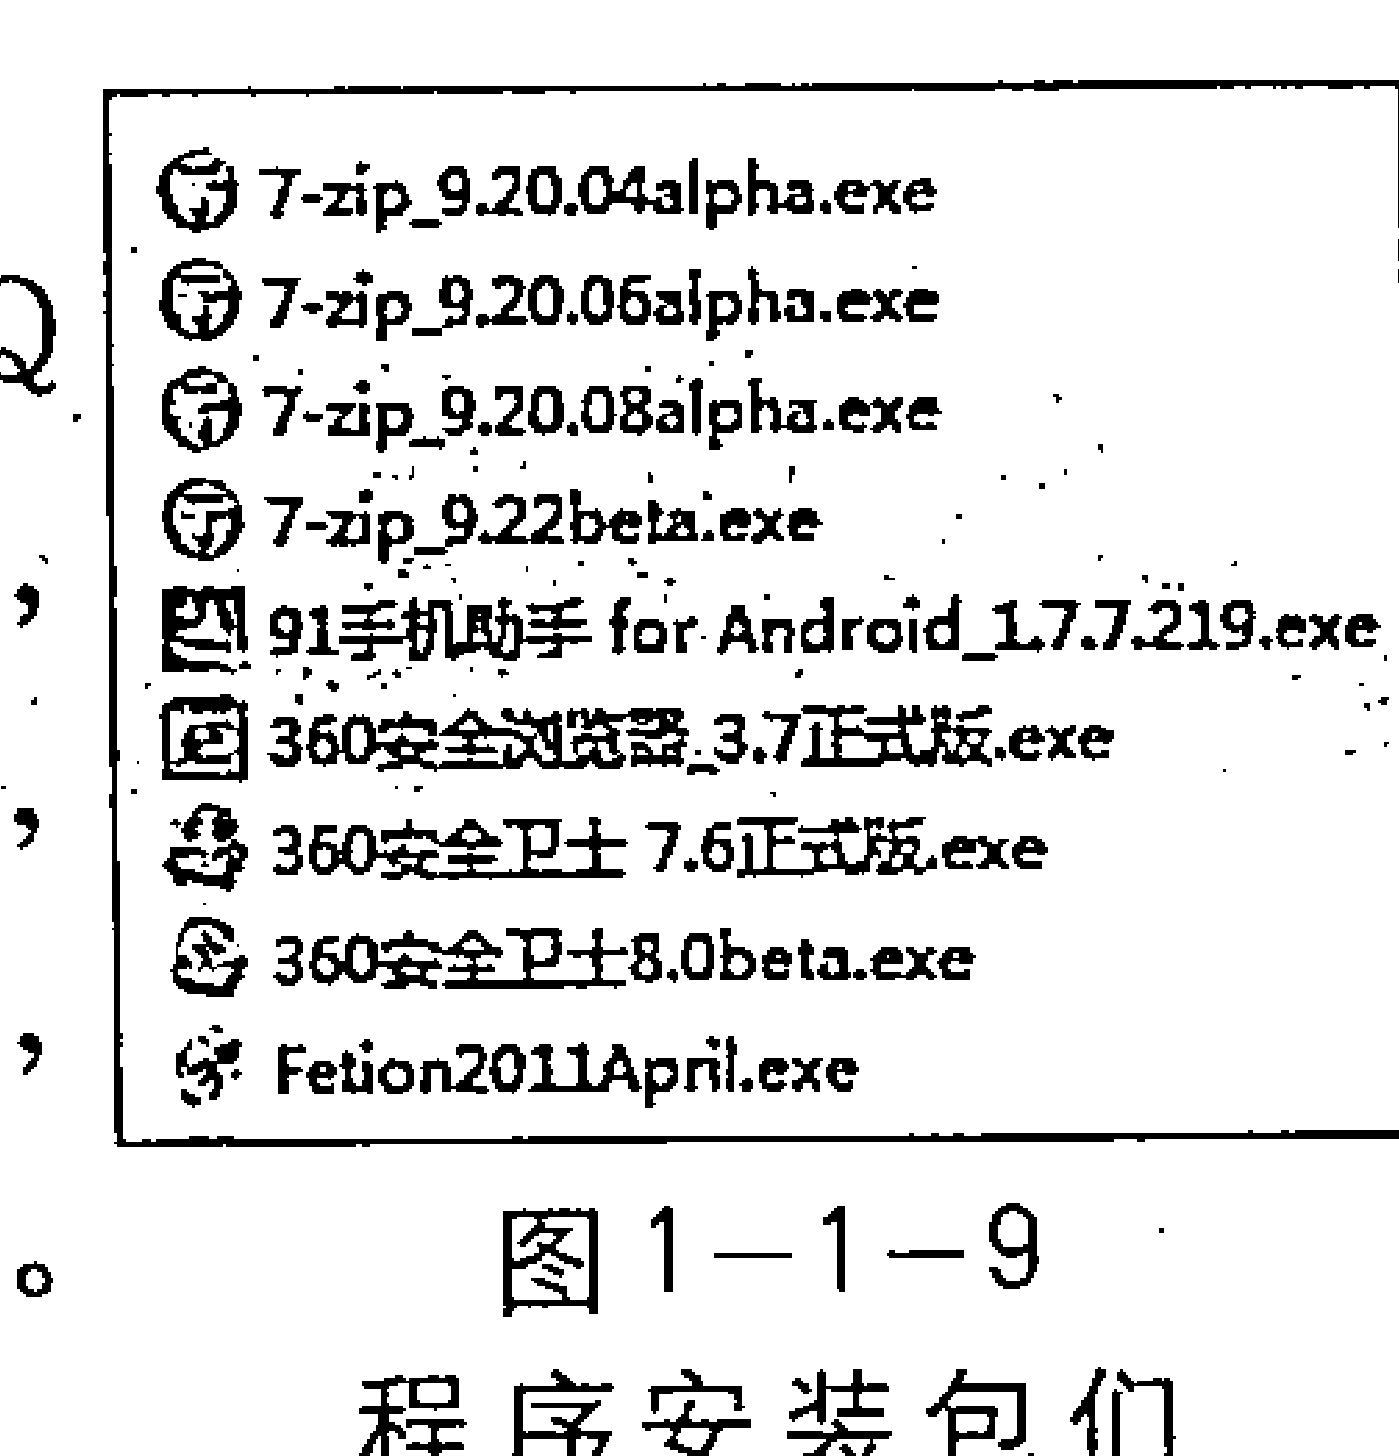 7-zip_9.20.04alpha.exe
7-zip_9.20.06alpha.exe
7-zip_9.20.08alpha.exe
7-zip_9.22beta.exe
91手机助手 for Android_1.7.7.219.exe
360安全浏览器_3.7正式版.exe
360安全卫士 7.6正式版.exe
360安全卫士8.0beta.exe
Fetion2011April.exe
Q
,
,
,
。
图 1—1—9
程序安装包们